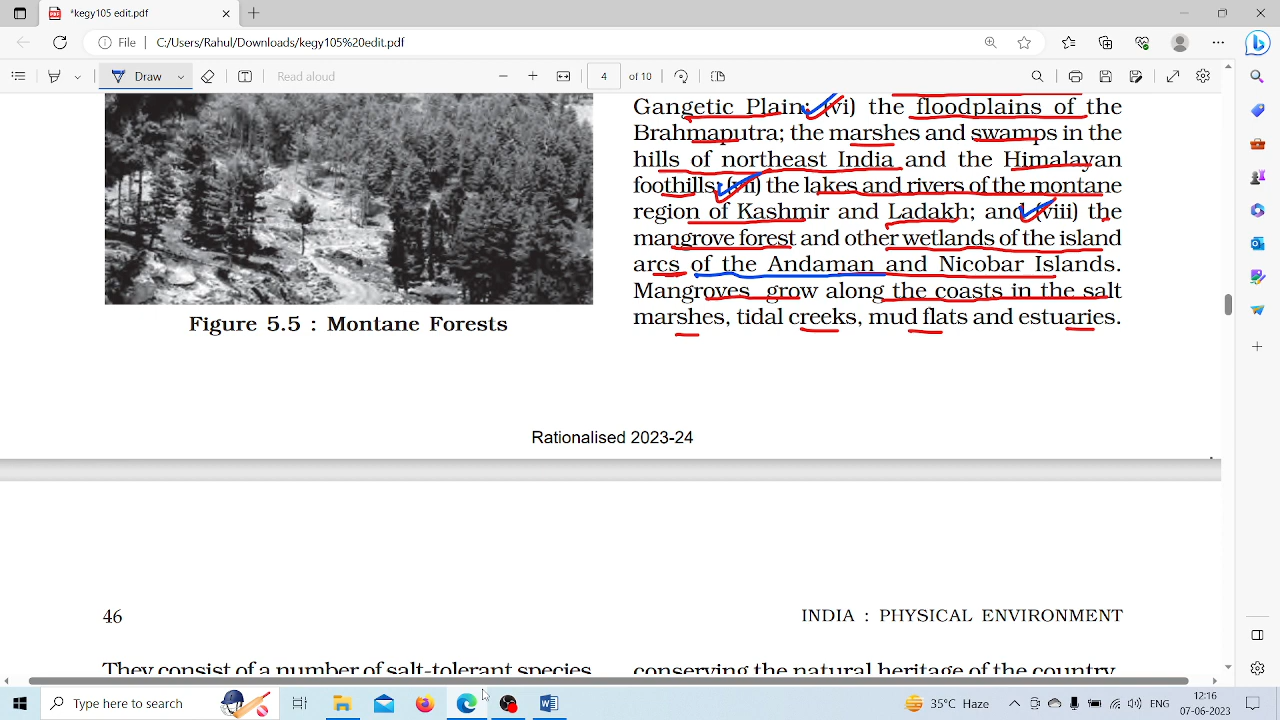 *kegy105 edit.pdf
File
C:/Users/Rahul/Downloads/kegy105%20edit.pdf
Draw
Read aloud
4
of 10
Gangetic Plain; (vi) the floodplains of the
Brahmaputra; the marshes and swamps in the
hills of northeast India and the Himalayan
foothills; (vii) the lakes and rivers of the montane
region of Kashmir and Ladakh; and (viii) the
mangrove forest and other wetlands of the island
arcs of the Andaman and Nicobar Islands.
Mangroves grow along the coasts in the salt
marshes, tidal creeks, mud flats and estuaries.
Figure 5.5 : Montane Forests
Rationalised 2023-24
46
INDIA : PHYSICAL ENVIRONMENT
They consist of a number of salt-tolerant species
conserving the natural heritage of the country.
Type here to search
35°C Haze
ENG
12:16
07-06-2023